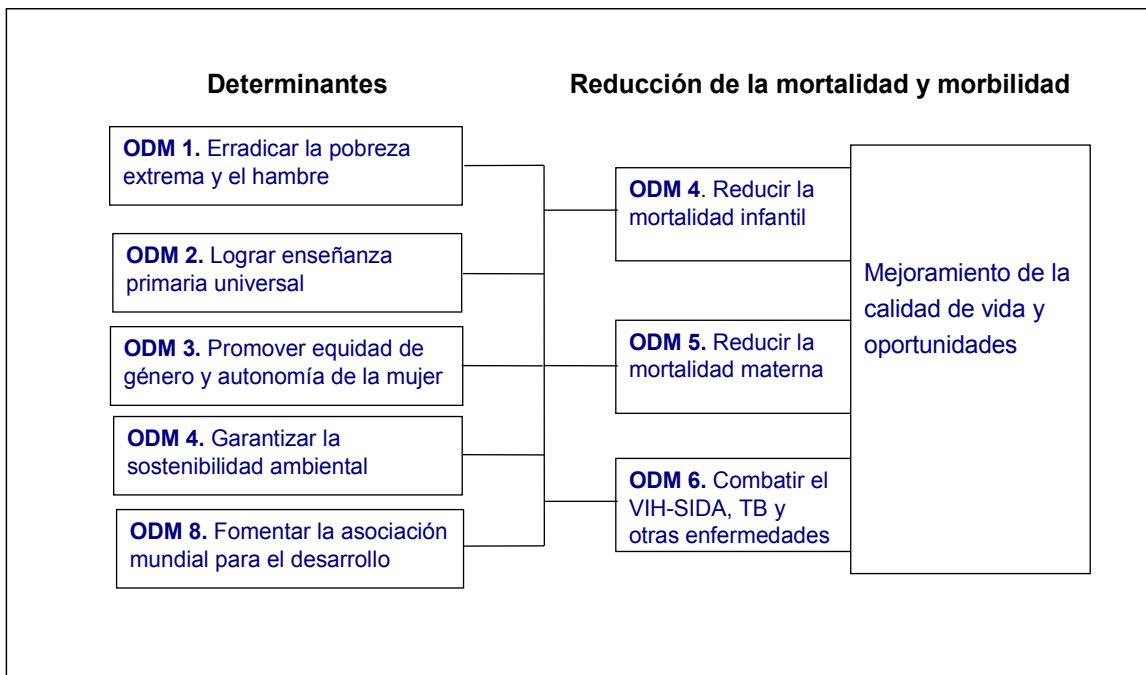 Determinantes
Reducción de la mortalidad y morbilidad
ODM 1. Erradicar la pobreza
extrema y el hambre
ODM 2. Lograr enseñanza
primaria universal
ODM 3. Promover equidad de
género y autonomía de la mujer
ODM 4. Garantizar la
sostenibilidad ambiental
ODM 8. Fomentar la asociación
mundial para el desarrollo
ODM 4. Reducir la
mortalidad infantil
ODM 5. Reducir la
mortalidad materna
ODM 6. Combatir el
VIH-SIDA, TB y
otras enfermedades
Mejoramiento de la
calidad de vida y
oportunidades